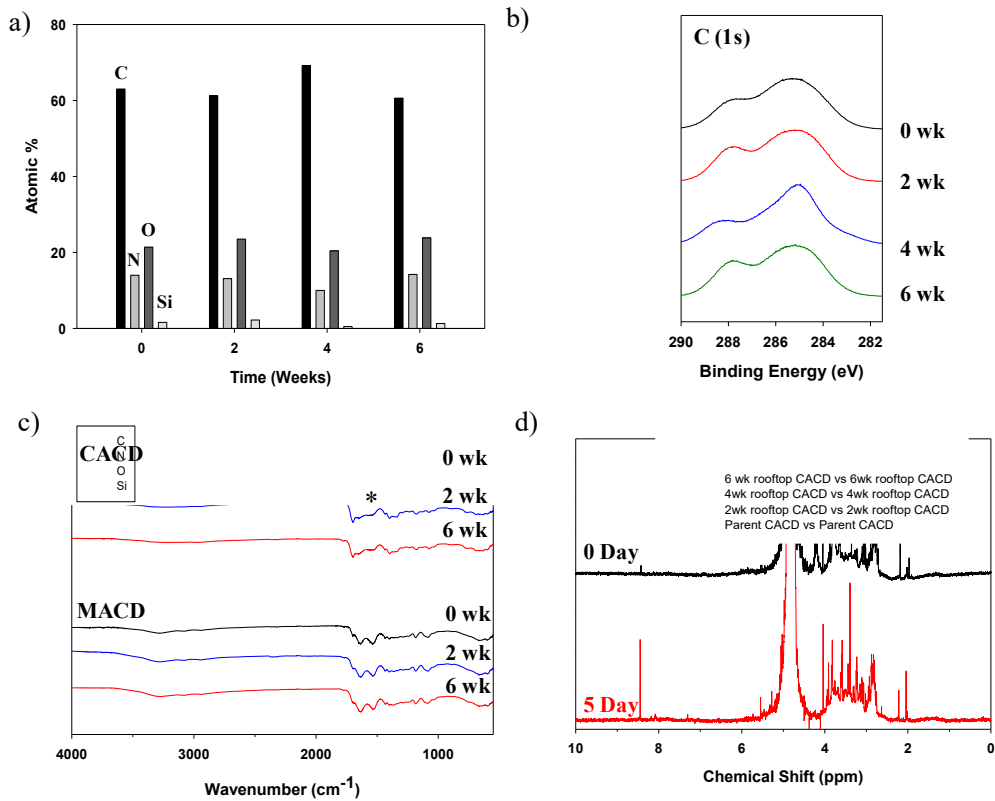 a)
80
60
40
20
0
Atomic %
C
N
O
Si
0 2 4 6
Time (Weeks)
b)
C (1s)
0 wk
2 wk
4 wk
6 wk
290 288 286 284 282
Binding Energy (eV)
c)
CACD
C
N
O
Si
0 wk
2 wk
*
6 wk
MACD
0 wk
2 wk
6 wk
4000 3000 2000 1000
Wavenumber (cm-1)
d)
6 wk rooftop CACD vs 6wk rooftop CACD
4wk rooftop CACD vs 4wk rooftop CACD
2wk rooftop CACD vs 2wk rooftop CACD
Parent CACD vs Parent CACD
0 Day
5 Day
10 8 6 4 2 0
Chemical Shift (ppm)